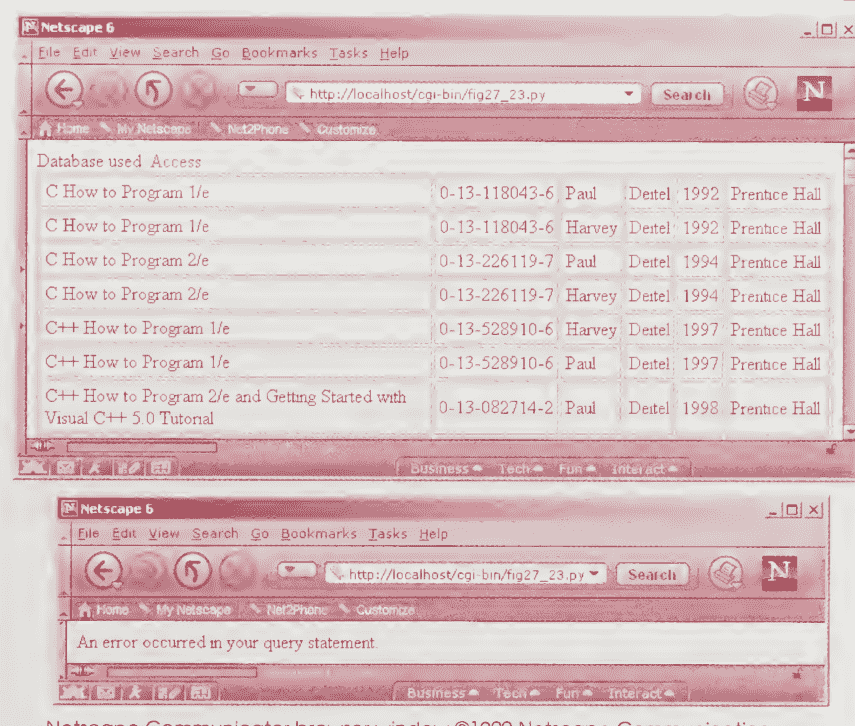 Netscape 6
File Edit View Search Go Bookmarks Tasks Help
http://localhost/cgi-bin/fig27_23.py Search N
Home My Netscape Net2Phone Customize
Database used Access
C How to Program 1/e 0-13-118043-6 Paul Deitel 1992 Prentice Hall
C How to Program 1/e 0-13-118043-6 Harvey Deitel 1992 Prentice Hall
C How to Program 2/e 0-13-226119-7 Paul Deitel 1994 Prentice Hall
C How to Program 2/e 0-13-226119-7 Harvey Deitel 1994 Prentice Hall
C++ How to Program 1/e 0-13-528910-6 Harvey Deitel 1997 Prentice Hall
C++ How to Program 1/e 0-13-528910-6 Paul Deitel 1997 Prentice Hall
C++ How to Program 2/e and Getting Started with
Visual C++ 5.0 Tutorial 0-13-082714-2 Paul Deitel 1998 Prentice Hall
Business Tech Fun Interact
Netscape 6
File Edit View Search Go Bookmarks Tasks Help
http://localhost/cgi-bin/fig27_23.py Search N
Home My Netscape Net2Phone Customize
An error occurred in your query statement.
Business Tech Fun Interact
Netscape Communicator browser window ©1999 Netscape Communication